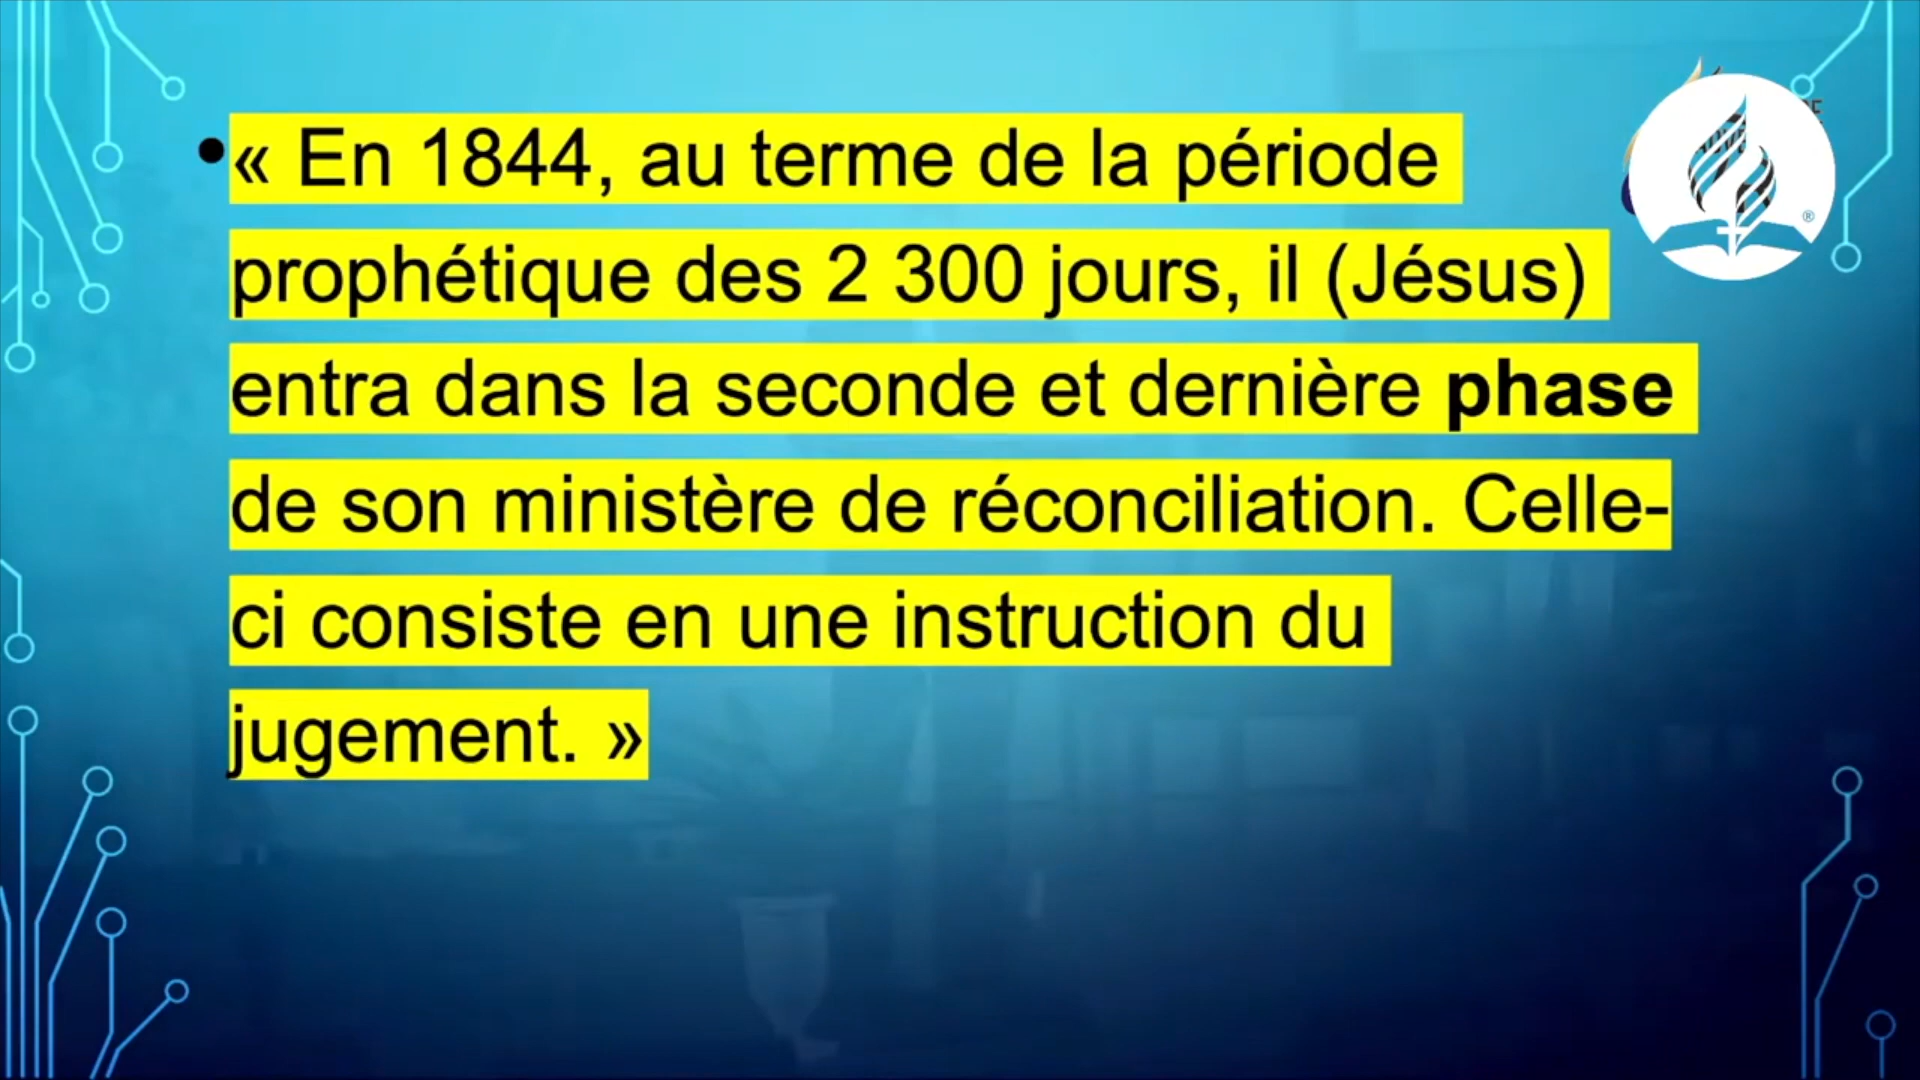 • « En 1844, au terme de la période
prophétique des 2 300 jours, il (Jésus)
entra dans la seconde et dernière phase
de son ministère de réconciliation. Celle-
ci consiste en une instruction du
jugement. »
®